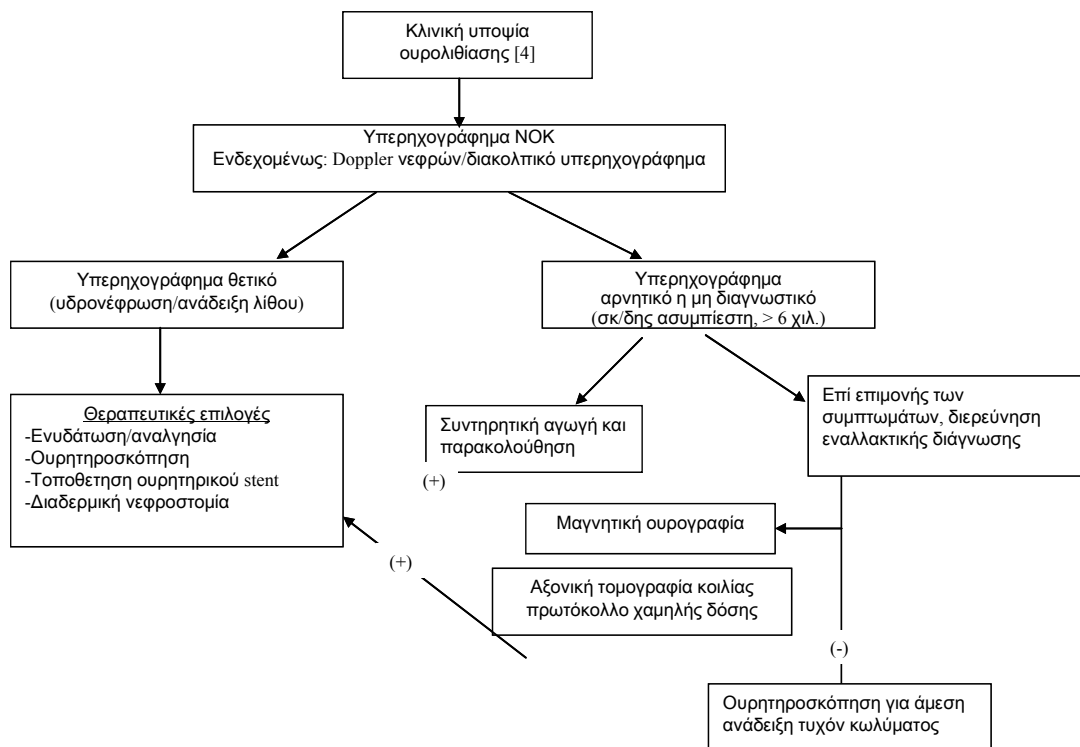 Κλινική υποψία
ουρολιθίασης [4]
Υπερηχογράφημα ΝΟΚ
Ενδεχομένως: Doppler νεφρών/διακολπικό υπερηχογράφημα
Υπερηχογράφημα θετικό
(υδρονέφρωση/ανάδειξη λίθου)
Υπερηχογράφημα
αρνητικό η μη διαγνωστικό
(σκ/δης ασυμπίεστη, > 6 χιλ.)
Θεραπευτικές επιλογές
-Ενυδάτωση/αναλγησία
-Ουρητηροσκόπηση
-Τοποθετηση ουρητηρικού stent
-Διαδερμική νεφροστομία
Συντηρητική αγωγή και
παρακολούθηση
Επί επιμονής των
συμπτωμάτων, διερεύνηση
εναλλακτικής διάγνωσης
(+)
Μαγνητική ουρογραφία
(+)
Αξονική τομογραφία κοιλίας
πρωτόκολλο χαμηλής δόσης
(-)
Ουρητηροσκόπηση για άμεση
ανάδειξη τυχόν κωλύματος